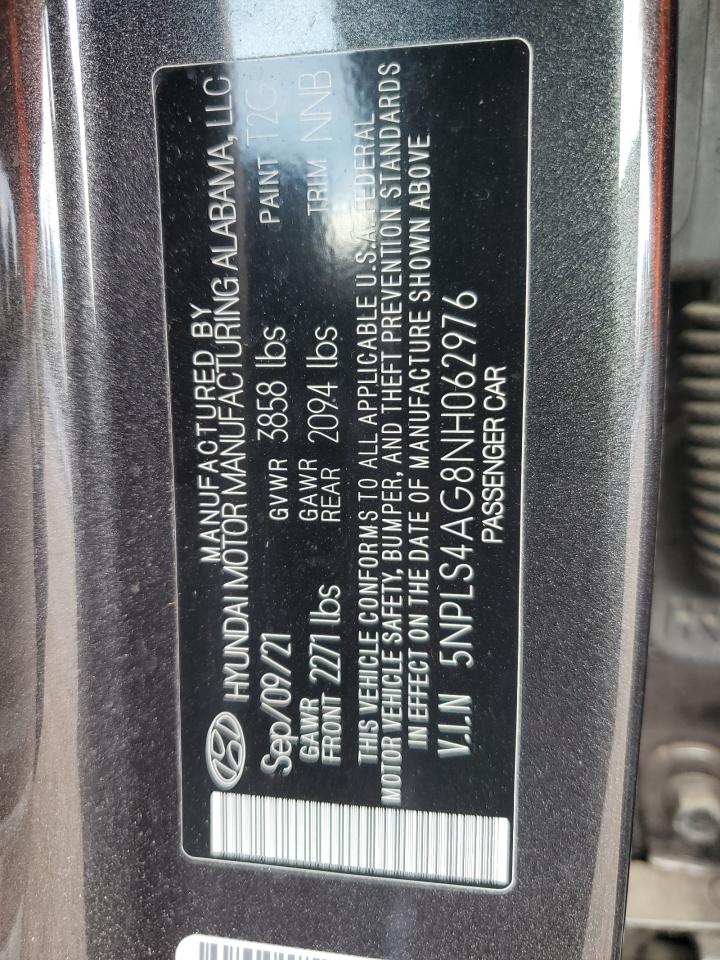 MANUFACTURED BY
HYUNDAI MOTOR MANUFACTURING ALABAMA, LLC
Sep/09/21 GVWR 3858 lbs PAINT T2G
GAWR FRONT 2271 lbs GAWR REAR 2094 lbs TRIM NNB
THIS VEHICLE CONFORMS TO ALL APPLICABLE U.S.A. FEDERAL
MOTOR VEHICLE SAFETY, BUMPER, AND THEFT PREVENTION STANDARDS
IN EFFECT ON THE DATE OF MANUFACTURE SHOWN ABOVE
V.I.N 5NPLS4AG8NH062976
PASSENGER CAR